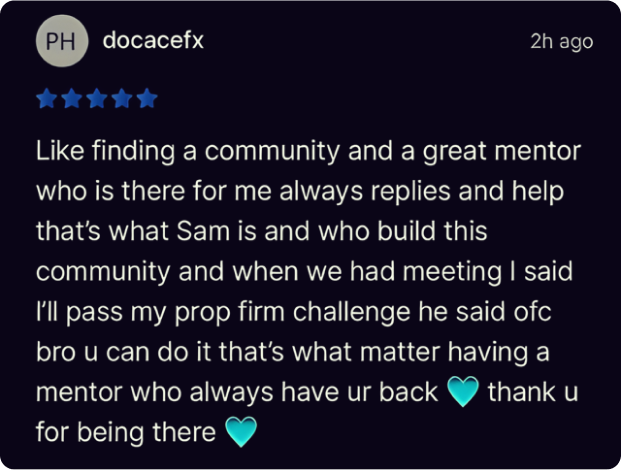 PH docacefx 2h ago
Like finding a community and a great mentor
who is there for me always replies and help
that's what Sam is and who build this
community and when we had meeting I said
I'll pass my prop firm challenge he said ofc
bro u can do it that's what matter having a
mentor who always have ur back 🩵 thank u
for being there 🩵